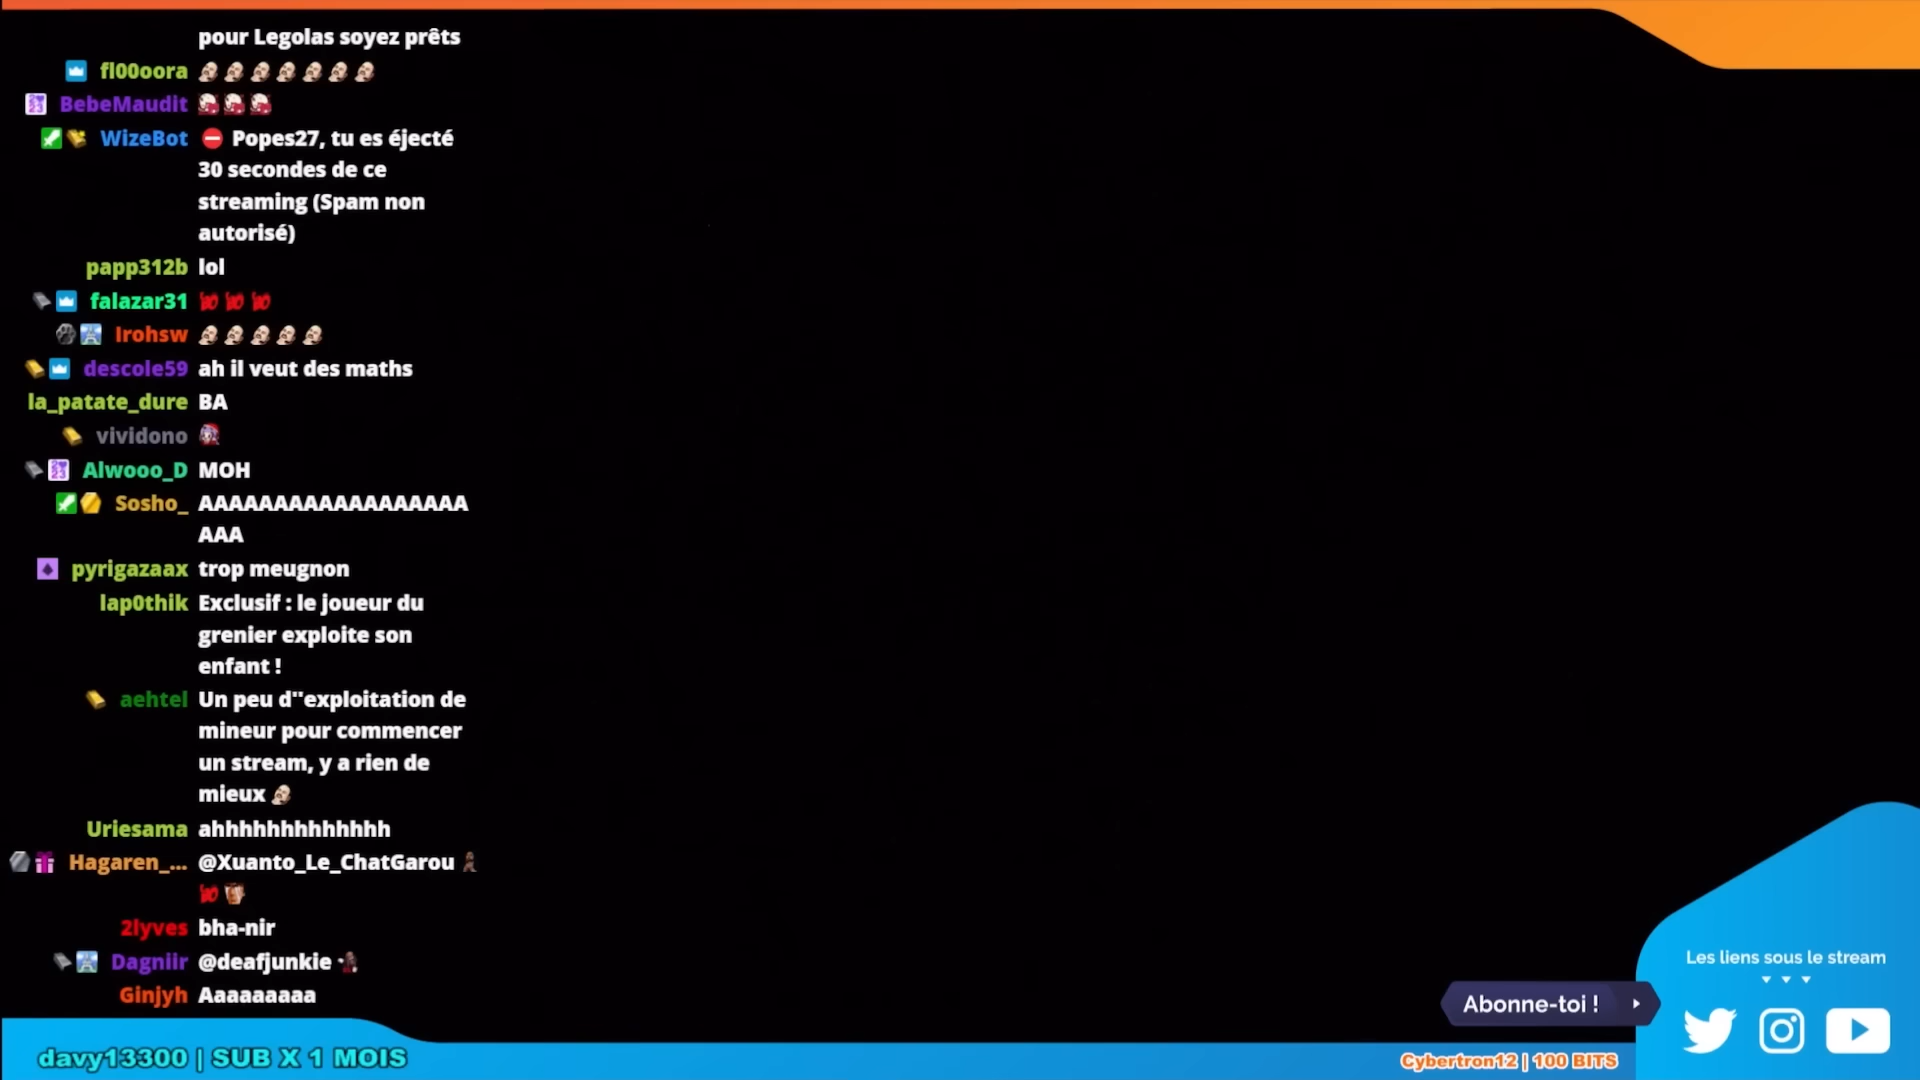 pour Legolas soyez prêts
fl00oora
BebeMaudit
WizeBot Popes27, tu es éjecté
30 secondes de ce
streaming (Spam non
autorisé)
papp312b lol
falazar31
Irohsw
descole59 ah il veut des maths
la_patate_dure BA
vividono
Alwooo_D MOH
Sosho_ AAAAAAAAAAAAAAAAAA
AAA
pyrigazaax trop meugnon
lap0thik Exclusif : le joueur du
grenier exploite son
enfant !
aehtel Un peu d''exploitation de
mineur pour commencer
un stream, y a rien de
mieux
Uriesama ahhhhhhhhhhhhh
Hagaren_... @Xuanto_Le_ChatGarou
2lyves bha-nir
Dagniir @deafjunkie
Ginjyh Aaaaaaaaa
Les liens sous le stream
Abonne-toi !
davy13300 | SUB X 1 MOIS
Cybertron12 | 100 BITS